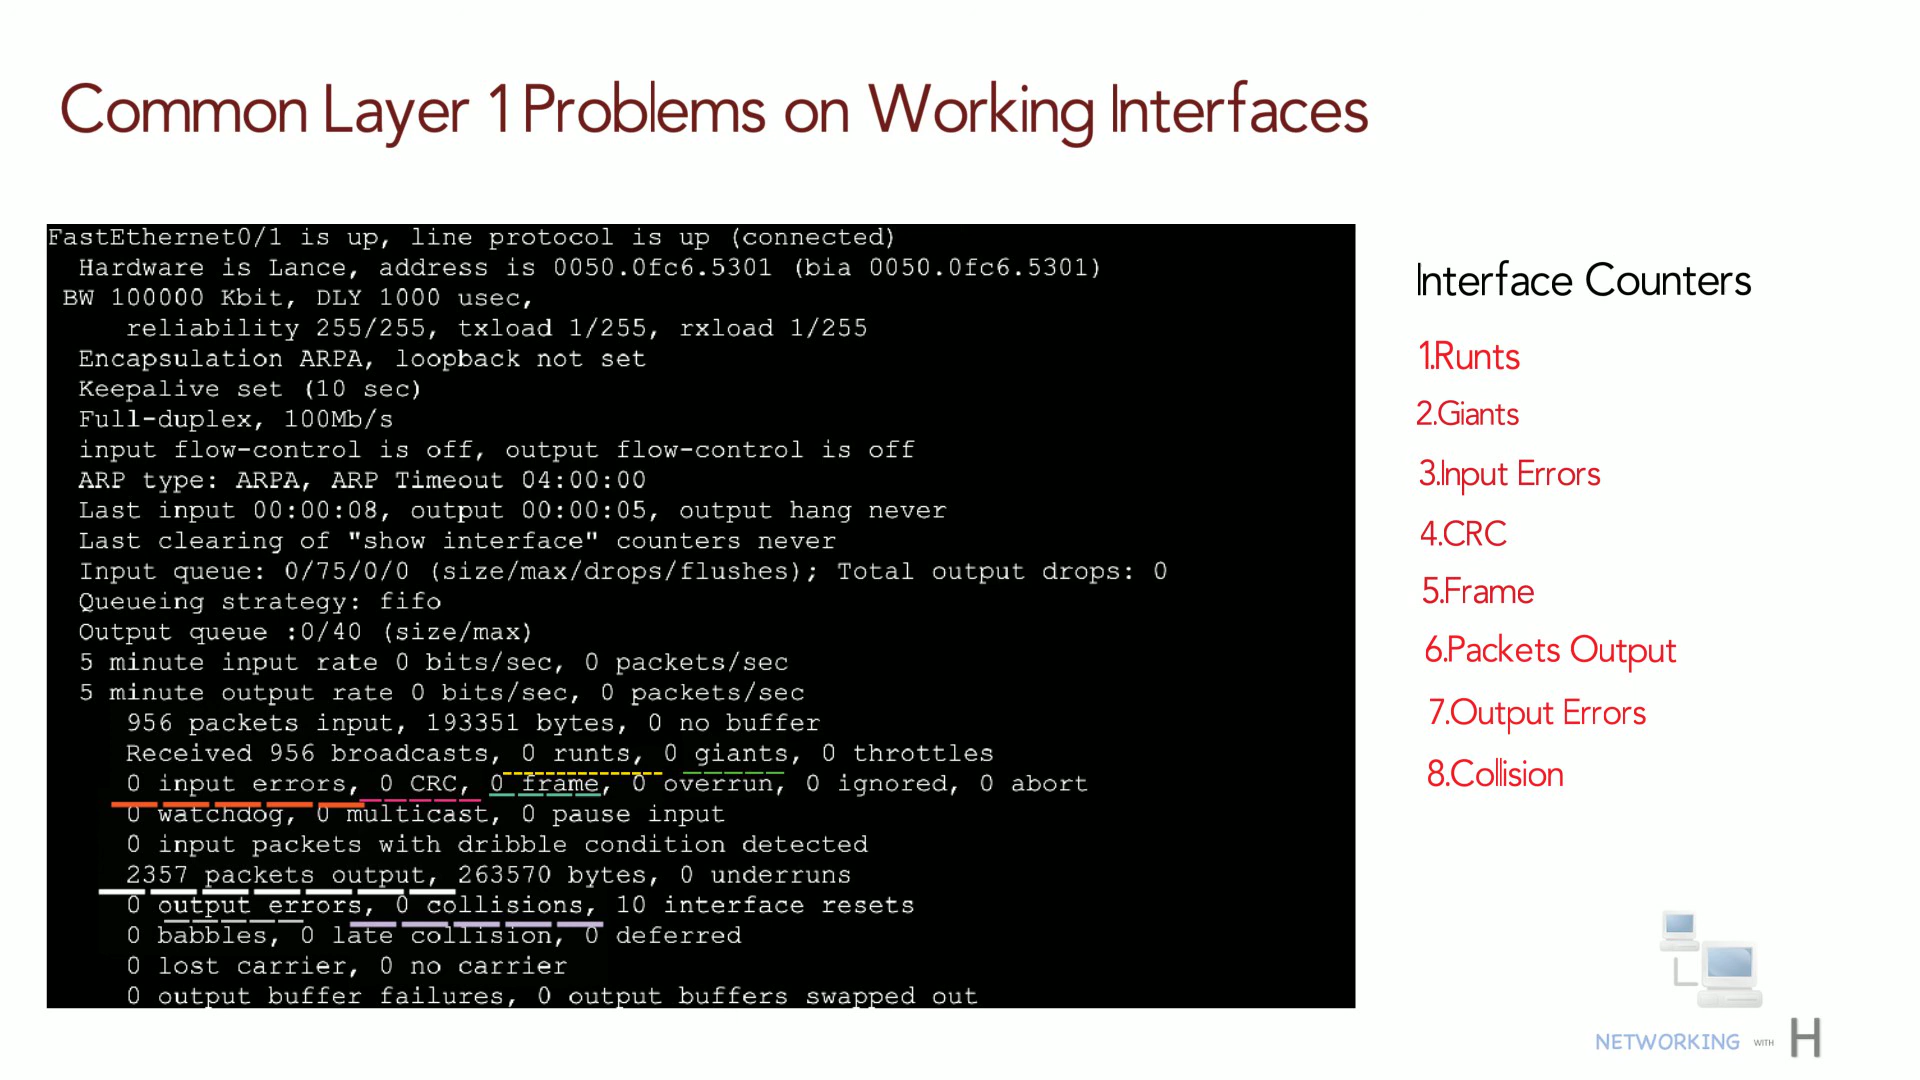 Common Layer 1 Problems on Working Interfaces
FastEthernet0/1 is up, line protocol is up (connected)
Hardware is Lance, address is 0050.0fc6.5301 (bia 0050.0fc6.5301)
BW 100000 Kbit, DLY 1000 usec,
reliability 255/255, txload 1/255, rxload 1/255
Encapsulation ARPA, loopback not set
Keepalive set (10 sec)
Full-duplex, 100Mb/s
input flow-control is off, output flow-control is off
ARP type: ARPA, ARP Timeout 04:00:00
Last input 00:00:08, output 00:00:05, output hang never
Last clearing of "show interface" counters never
Input queue: 0/75/0/0 (size/max/drops/flushes); Total output drops: 0
Queueing strategy: fifo
Output queue :0/40 (size/max)
5 minute input rate 0 bits/sec, 0 packets/sec
5 minute output rate 0 bits/sec, 0 packets/sec
956 packets input, 193351 bytes, 0 no buffer
Received 956 broadcasts, 0 runts, 0 giants, 0 throttles
0 input errors, 0 CRC, 0 frame, 0 overrun, 0 ignored, 0 abort
0 watchdog, 0 multicast, 0 pause input
0 input packets with dribble condition detected
2357 packets output, 263570 bytes, 0 underruns
0 output errors, 0 collisions, 10 interface resets
0 babbles, 0 late collision, 0 deferred
0 lost carrier, 0 no carrier
0 output buffer failures, 0 output buffers swapped out
Interface Counters
1.Runts
2.Giants
3.Input Errors
4.CRC
5.Frame
6.Packets Output
7.Output Errors
8.Collision
NETWORKING WITH H